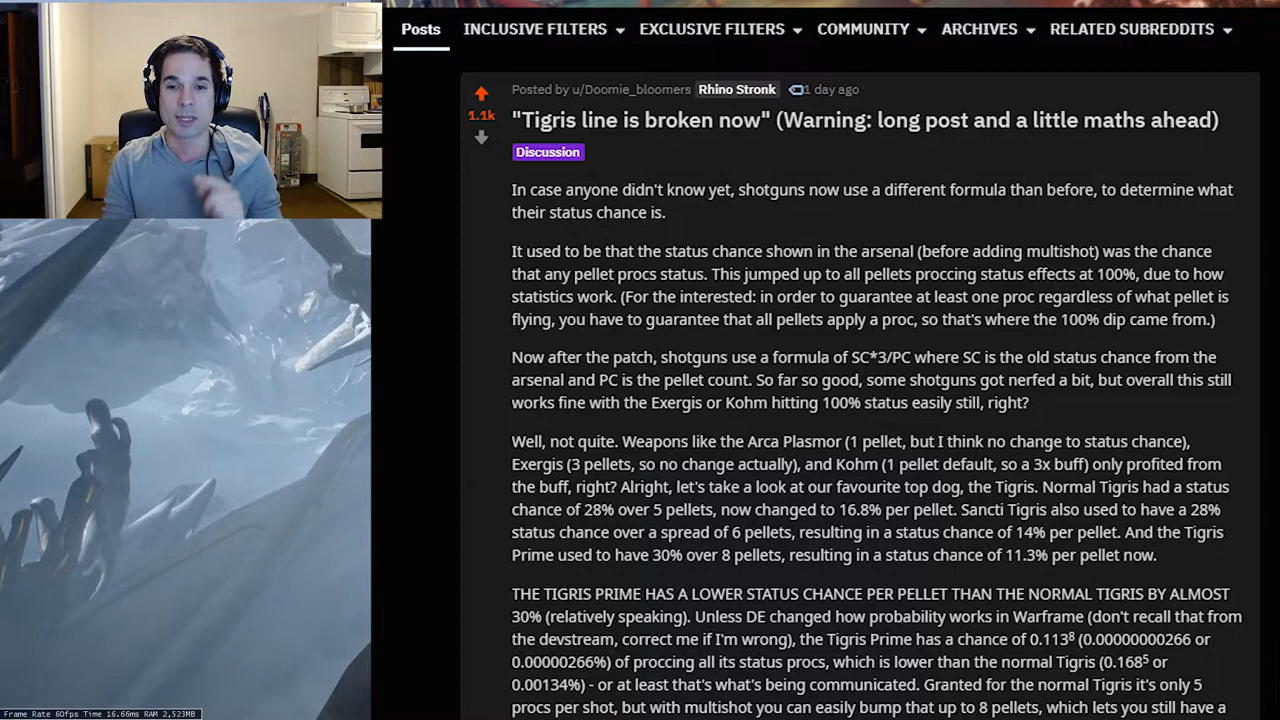 Posts INCLUSIVE FILTERS EXCLUSIVE FILTERS COMMUNITY ARCHIVES RELATED SUBREDDITS
Posted by u/Doomie_bloomers Rhino Stronk 1 day ago
1.1k
"Tigris line is broken now" (Warning: long post and a little maths ahead)
Discussion
In case anyone didn't know yet, shotguns now use a different formula than before, to determine what
their status chance is.
It used to be that the status chance shown in the arsenal (before adding multishot) was the chance
that any pellet procs status. This jumped up to all pellets proccing status effects at 100%, due to how
statistics work. (For the interested: in order to guarantee at least one proc regardless of what pellet is
flying, you have to guarantee that all pellets apply a proc, so that's where the 100% dip came from.)
Now after the patch, shotguns use a formula of SC*3/PC where SC is the old status chance from the
arsenal and PC is the pellet count. So far so good, some shotguns got nerfed a bit, but overall this still
works fine with the Exergis or Kohm hitting 100% status easily still, right?
Well, not quite. Weapons like the Arca Plasmor (1 pellet, but I think no change to status chance),
Exergis (3 pellets, so no change actually), and Kohm (1 pellet default, so a 3x buff) only profited from
the buff, right? Alright, let's take a look at our favourite top dog, the Tigris. Normal Tigris had a status
chance of 28% over 5 pellets, now changed to 16.8% per pellet. Sancti Tigris also used to have a 28%
status chance over a spread of 6 pellets, resulting in a status chance of 14% per pellet. And the Tigris
Prime used to have 30% over 8 pellets, resulting in a status chance of 11.3% per pellet now.
THE TIGRIS PRIME HAS A LOWER STATUS CHANCE PER PELLET THAN THE NORMAL TIGRIS BY ALMOST
30% (relatively speaking). Unless DE changed how probability works in Warframe (don't recall that from
the devstream, correct me if I'm wrong), the Tigris Prime has a chance of 0.113⁸ (0.00000000266 or
0.00000266%) of proccing all its status procs, which is lower than the normal Tigris (0.168⁵ or
0.00134%) - or at least that's what's being communicated. Granted for the normal Tigris it's only 5
procs per shot, but with multishot you can easily bump that up to 8 pellets, which lets you still have a
Frame Rate 60fps Time 16.66ms RAM 2,523MB